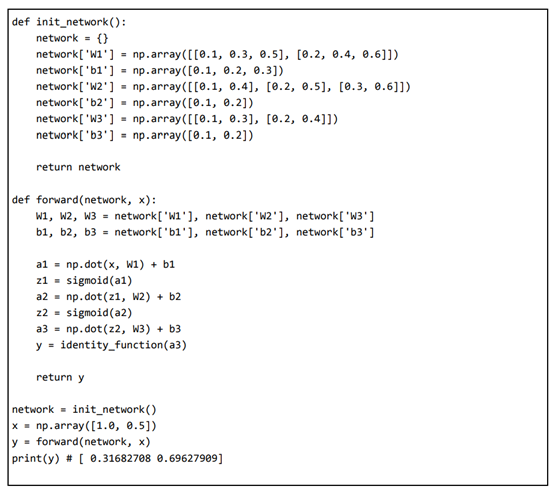 def init_network():
    network = {}
    network['W1'] = np.array([[0.1, 0.3, 0.5], [0.2, 0.4, 0.6]])
    network['b1'] = np.array([0.1, 0.2, 0.3])
    network['W2'] = np.array([[0.1, 0.4], [0.2, 0.5], [0.3, 0.6]])
    network['b2'] = np.array([0.1, 0.2])
    network['W3'] = np.array([[0.1, 0.3], [0.2, 0.4]])
    network['b3'] = np.array([0.1, 0.2])

    return network

def forward(network, x):
    W1, W2, W3 = network['W1'], network['W2'], network['W3']
    b1, b2, b3 = network['b1'], network['b2'], network['b3']

    a1 = np.dot(x, W1) + b1
    z1 = sigmoid(a1)
    a2 = np.dot(z1, W2) + b2
    z2 = sigmoid(a2)
    a3 = np.dot(z2, W3) + b3
    y = identity_function(a3)

    return y

network = init_network()
x = np.array([1.0, 0.5])
y = forward(network, x)
print(y) # [ 0.31682708 0.69627909]